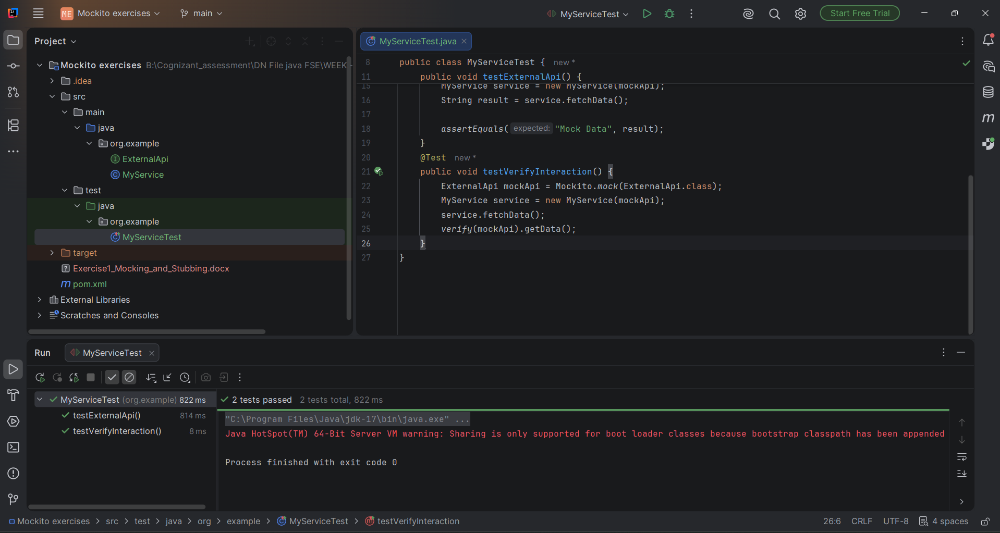 ME Mockito exercises main MyServiceTest Start Free Trial
Project
Mockito exercises B:\Cognizant_assessment\DN File java FSE\WEEK
.idea
src
main
java
org.example
ExternalApi
MyService
test
java
org.example
MyServiceTest
target
Exercise1_Mocking_and_Stubbing.docx
m pom.xml
External Libraries
Scratches and Consoles
MyServiceTest.java
8 public class MyServiceTest { new *
11 public void testExternalApi() {
15 MyService service = new MyService(mockApi);
16 String result = service.fetchData();
17
18 assertEquals( expected: "Mock Data", result);
19 }
20 @Test new *
21 public void testVerifyInteraction() {
22 ExternalApi mockApi = Mockito.mock(ExternalApi.class);
23 MyService service = new MyService(mockApi);
24 service.fetchData();
25 verify(mockApi).getData();
26 }
27 }
m
Run MyServiceTest
MyServiceTest (org.example) 822 ms
testExternalApi() 814 ms
testVerifyInteraction() 8 ms
2 tests passed 2 tests total, 822 ms
"C:\Program Files\Java\jdk-17\bin\java.exe" ...
Java HotSpot(TM) 64-Bit Server VM warning: Sharing is only supported for boot loader classes because bootstrap classpath has been appended
Process finished with exit code 0
Mockito exercises > src > test > java > org > example > MyServiceTest > testVerifyInteraction 26:6 CRLF UTF-8 4 spaces